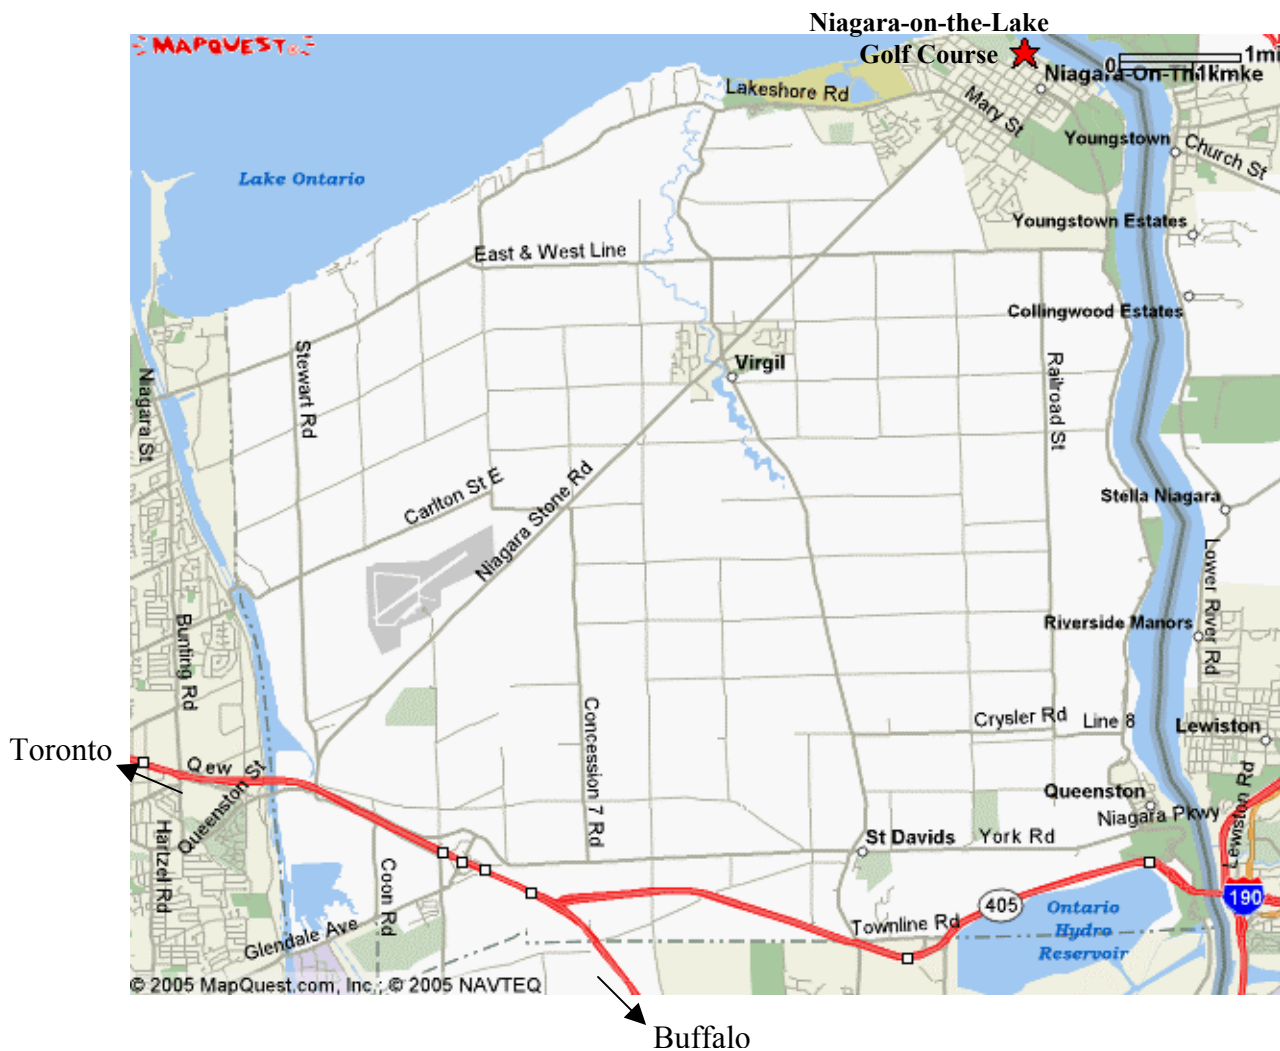 Niagara-on-the-Lake
Golf Course
MAPQUEST
0
1mi
Lakeshore Rd
Mary St
Youngstown
Church St
Lake Ontario
Youngstown Estates
East & West Line
Collingwood Estates
Stewart Rd
Virgil
Railroad St
Niagara St
Carlton St E
Niagara Stone Rd
Stella Niagara
Lower River Rd
Riverside Manors
Bunting Rd
Concession 7 Rd
Crysler Rd
Line 8
Lewiston
Toronto
Qew
Queenston St
Queenston
Niagara Pkwy
Lewiston Rd
Hartzel Rd
St Davids
York Rd
Coon Rd
405
190
Ontario
Hydro
Reservoir
Townline Rd
Glendale Ave
© 2005 MapQuest.com, Inc.; © 2005 NAVTEQ
Buffalo